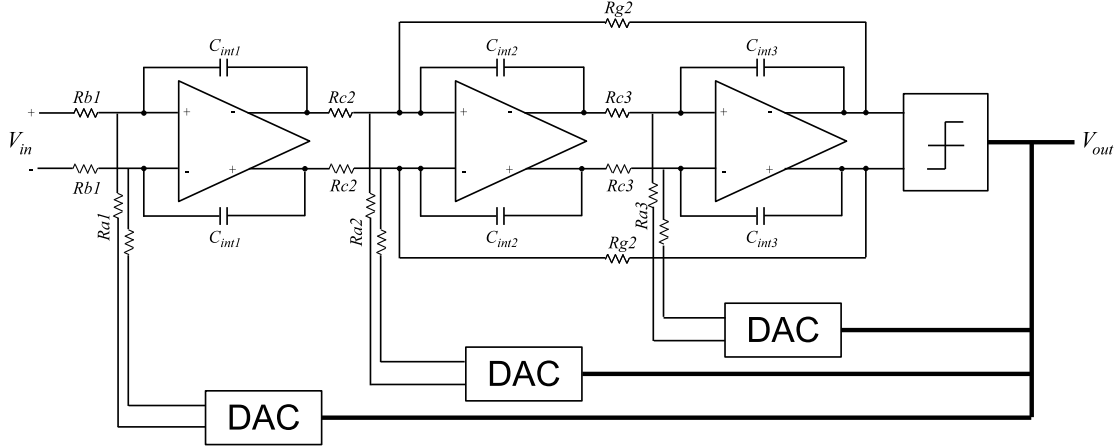 Rg2
Cint1
Cint2
Cint3
Rb1
Rc2
Rc3
+
+
-
+
-
+
-
Vin
Vout
-
-
+
-
+
-
+
Rb1
Rc2
Rc3
Ra1
Ra2
Ra3
Cint1
Cint2
Cint3
Rg2
DAC
DAC
DAC